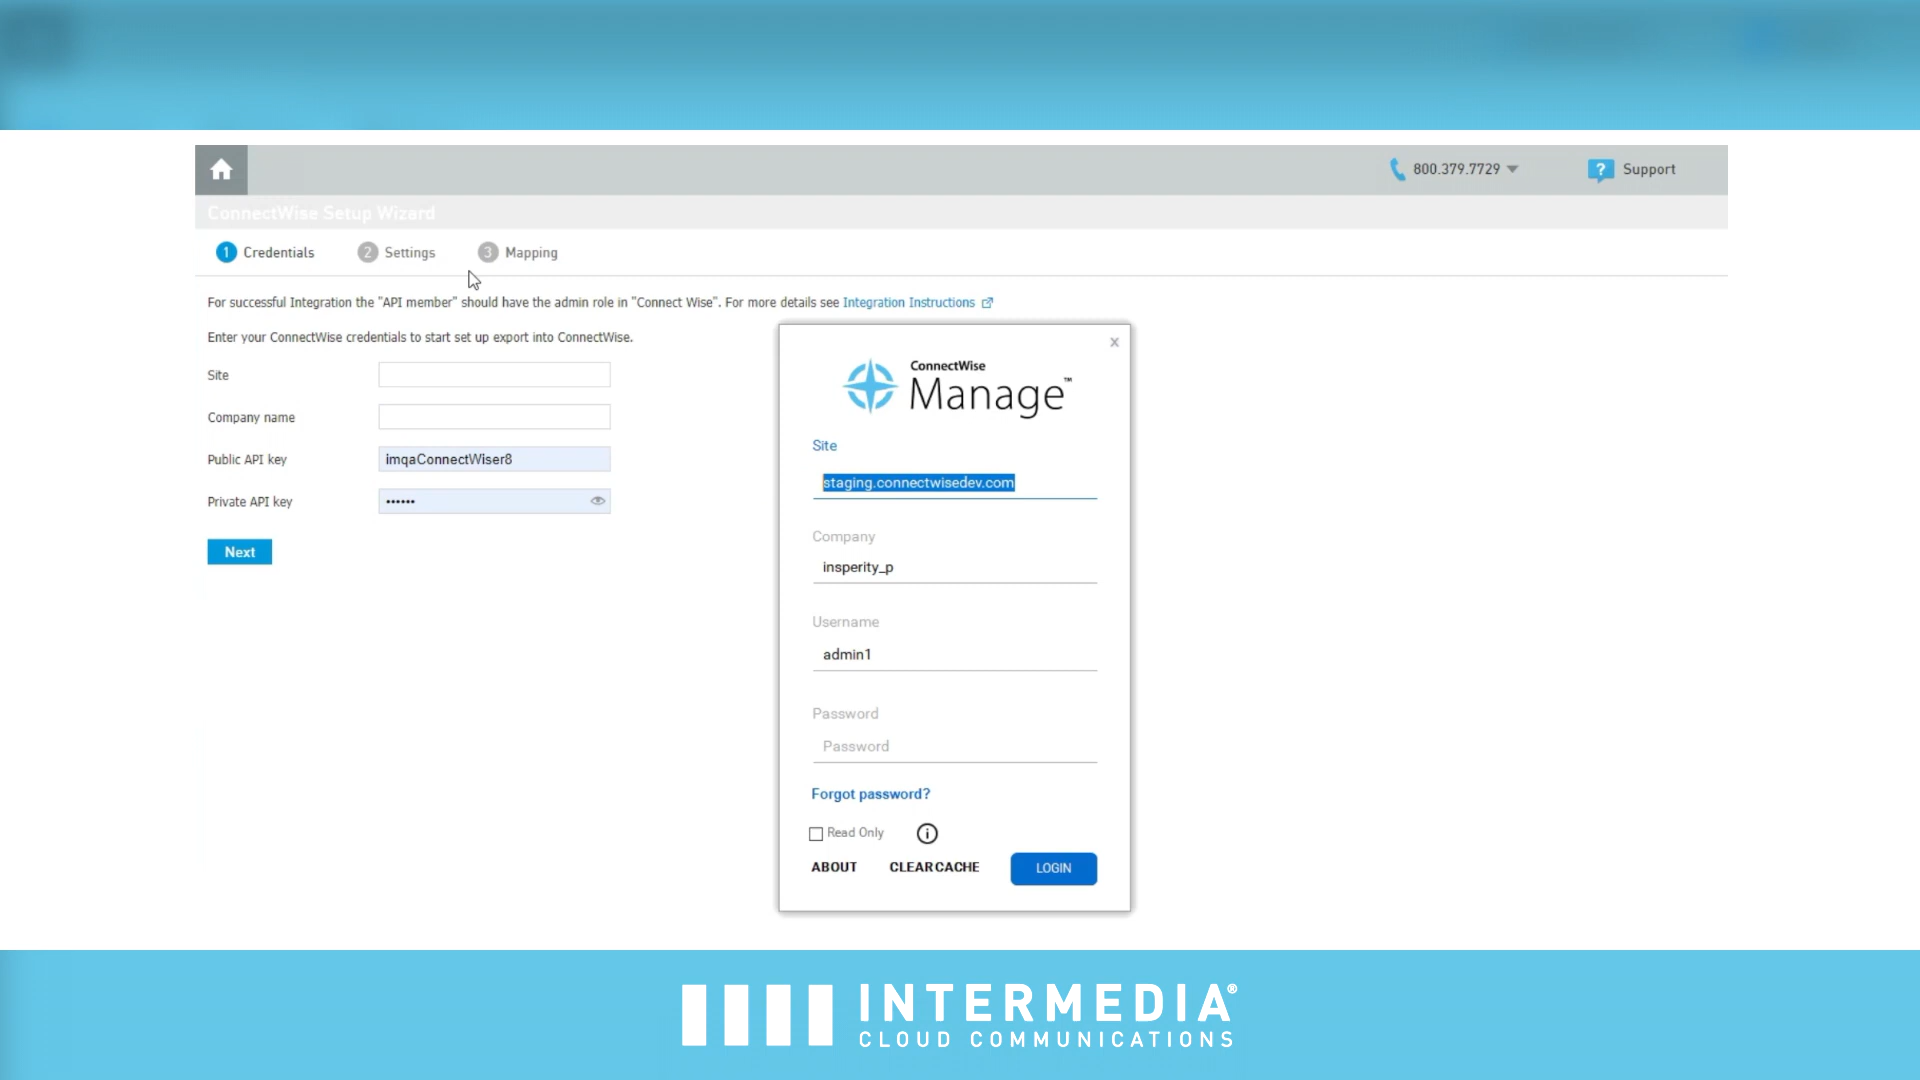 800.379.7729
? Support
ConnectWise Setup Wizard
1 Credentials
2 Settings
3 Mapping
For successful Integration the "API member" should have the admin role in "Connect Wise". For more details see Integration Instructions
Enter your ConnectWise credentials to start set up export into ConnectWise.
Site
Company name
Public API key
imqaConnectWiser8
Private API key
••••••
Next
x
ConnectWise
Manage™
Site
staging.connectwisedev.com
Company
insperity_p
Username
admin1
Password
Password
Forgot password?
Read Only
i
ABOUT
CLEAR CACHE
LOGIN
INTERMEDIA®
CLOUD COMMUNICATIONS